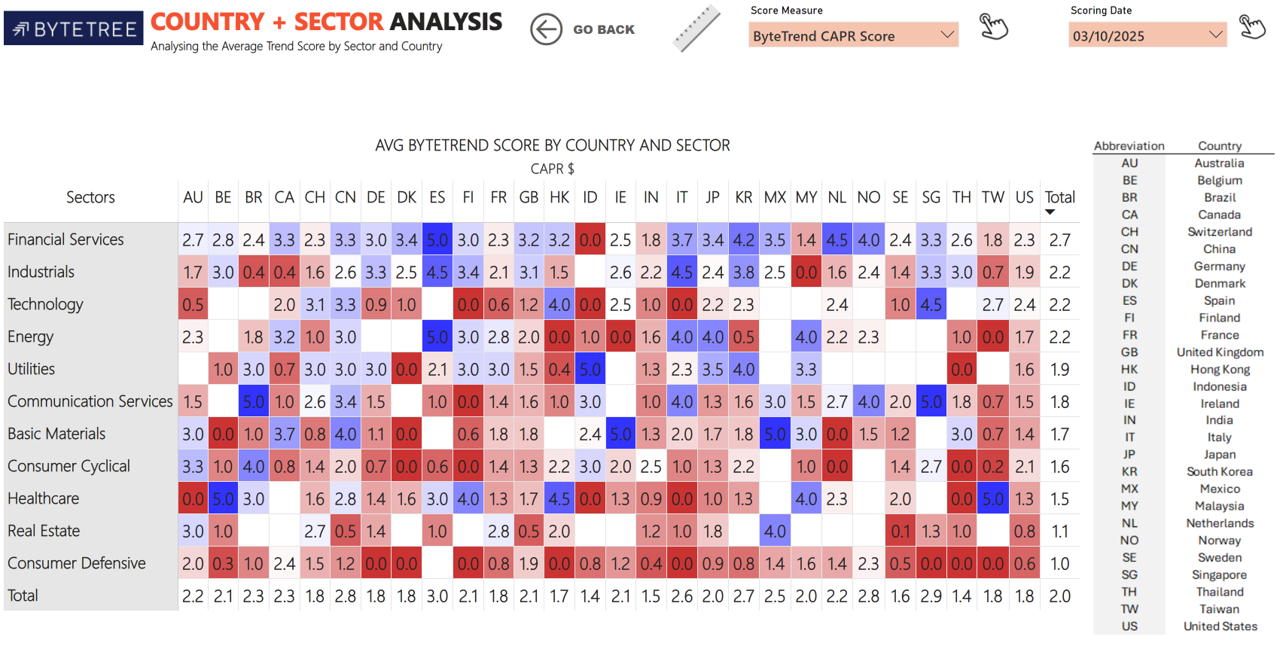 BYTETREE
COUNTRY + SECTOR ANALYSIS
Analysing the Average Trend Score by Sector and Country
GO BACK
Score Measure
ByteTrend CAPR Score
Scoring Date
03/10/2025
AVG BYTETREND SCORE BY COUNTRY AND SECTOR
CAPR $
Sectors AU BE BR CA CH CN DE DK ES FI FR GB HK ID IE IN IT JP KR MX MY NL NO SE SG TH TW US Total
Financial Services 2.7 2.8 2.4 3.3 2.3 3.3 3.0 3.4 5.0 3.0 2.3 3.2 3.2 0.0 2.5 1.8 3.7 3.4 4.2 3.5 1.4 4.5 4.0 2.4 3.3 2.6 1.8 2.3 2.7
Industrials 1.7 3.0 0.4 0.4 1.6 2.6 3.3 2.5 4.5 3.4 2.1 3.1 1.5 2.6 2.2 4.5 2.4 3.8 2.5 0.0 1.6 2.4 1.4 3.3 3.0 0.7 1.9 2.2
Technology 0.5 2.0 3.1 3.3 0.9 1.0 0.0 0.6 1.2 4.0 0.0 2.5 1.0 0.0 2.2 2.3 2.4 1.0 4.5 2.7 2.4 2.2
Energy 2.3 1.8 3.2 1.0 3.0 5.0 3.0 2.8 2.0 0.0 1.0 0.0 1.6 4.0 4.0 0.5 4.0 2.2 2.3 1.0 0.0 1.7 2.2
Utilities 1.0 3.0 0.7 3.0 3.0 3.0 0.0 2.1 3.0 3.0 1.5 0.4 5.0 1.3 2.3 3.5 4.0 3.3 0.0 1.6 1.9
Communication Services 1.5 5.0 1.0 2.6 3.4 1.5 1.0 0.0 1.4 1.6 1.0 3.0 1.0 4.0 1.3 1.6 3.0 1.5 2.7 4.0 2.0 5.0 1.8 0.7 1.5 1.8
Basic Materials 3.0 0.0 1.0 3.7 0.8 4.0 1.1 0.0 0.6 1.8 1.8 2.4 5.0 1.3 2.0 1.7 1.8 5.0 3.0 0.0 1.5 1.2 3.0 0.7 1.4 1.7
Consumer Cyclical 3.3 1.0 4.0 0.8 1.4 2.0 0.7 0.0 0.6 0.0 1.4 1.3 2.2 3.0 2.0 2.5 1.0 1.3 2.2 1.0 0.0 1.4 2.7 0.0 0.2 2.1 1.6
Healthcare 0.0 5.0 3.0 1.6 2.8 1.4 1.6 3.0 4.0 1.3 1.7 4.5 0.0 1.3 0.9 0.0 1.0 1.3 4.0 2.3 2.0 0.0 5.0 1.3 1.5
Real Estate 3.0 1.0 2.7 0.5 1.4 1.0 2.8 0.5 2.0 1.2 1.0 1.8 4.0 0.1 1.3 1.0 0.8 1.1
Consumer Defensive 2.0 0.3 1.0 2.4 1.5 1.2 0.0 0.0 0.0 0.8 1.9 0.0 0.8 1.2 0.4 0.0 0.9 0.8 1.4 1.6 1.4 2.3 0.5 0.0 0.0 0.0 0.6 1.0
Total 2.2 2.1 2.3 2.3 1.8 2.8 1.8 1.8 3.0 2.1 1.8 2.1 1.7 1.4 2.1 1.5 2.6 2.0 2.7 2.5 2.0 2.2 2.8 1.6 2.9 1.4 1.8 1.8 2.0
Abbreviation Country
AU Australia
BE Belgium
BR Brazil
CA Canada
CH Switzerland
CN China
DE Germany
DK Denmark
ES Spain
FI Finland
FR France
GB United Kingdom
HK Hong Kong
ID Indonesia
IE Ireland
IN India
IT Italy
JP Japan
KR South Korea
MX Mexico
MY Malaysia
NL Netherlands
NO Norway
SE Sweden
SG Singapore
TH Thailand
TW Taiwan
US United States